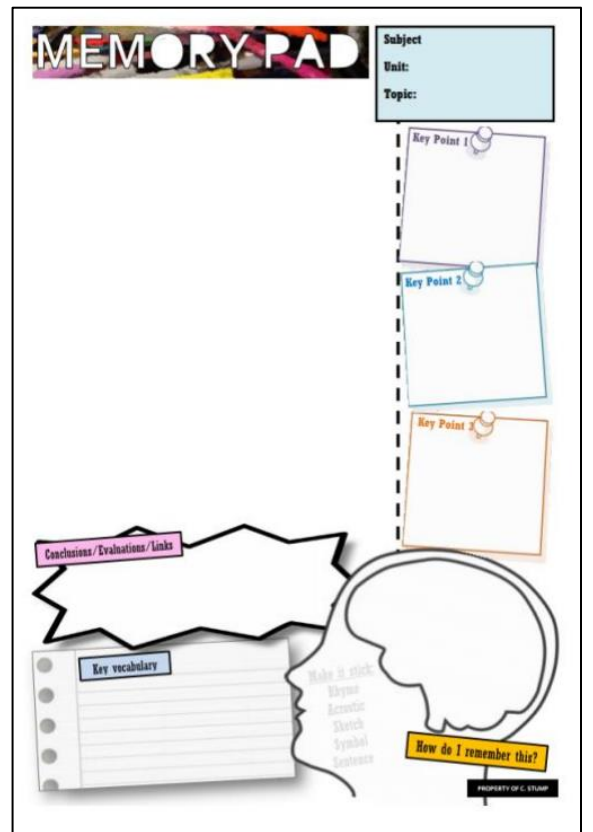 MEMORY PAD
Subject
Unit:
Topic:
Key Point 1
Key Point 2
Key Point 3
Conclusions/Evaluations/Links
Key vocabulary
Make it stick:
Rhyme
Acrostic
Sketch
Symbol
Sentence
How do I remember this?
PROPERTY OF C. STUMP